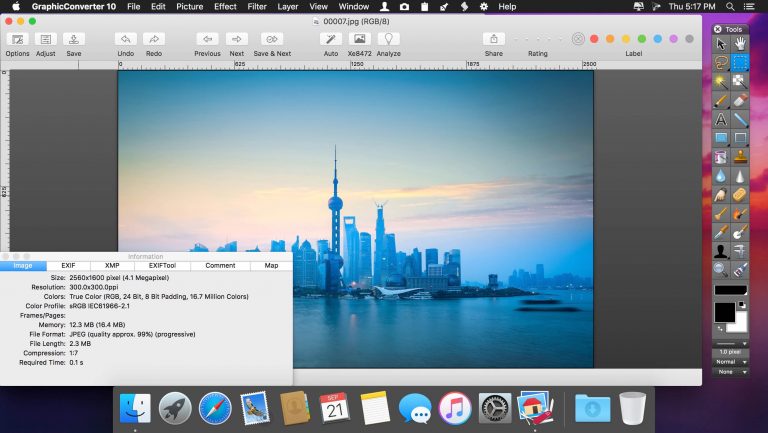 GraphicConverter 10 File Edit Picture Effect Filter Layer View Window Help Thu 5:17 PM
00007.jpg (RGB/8)
Options Adjust Save Undo Redo Previous Next Save & Next Auto Xe8472 Analyze Share Rating Label
Tools
0 625 1250 1875 2500
0
625
Information
Image EXIF XMP EXIFTool Comment Map
Size: 2560x1600 pixel (4.1 Megapixel)
Resolution: 300.0x300.0ppi
Colors: True Color (RGB, 24 Bit, 8 Bit Padding, 16.7 Million Colors)
Color Profile: sRGB IEC61966-2.1
Frames/Pages:
Memory: 12.3 MB (16.4 MB)
File Format: JPEG (quality approx. 99%) (progressive)
File Length: 2.3 MB
Compression: 1:7
Required Time: 0.1 s
1.0 pixel
Normal
None
SEP
21